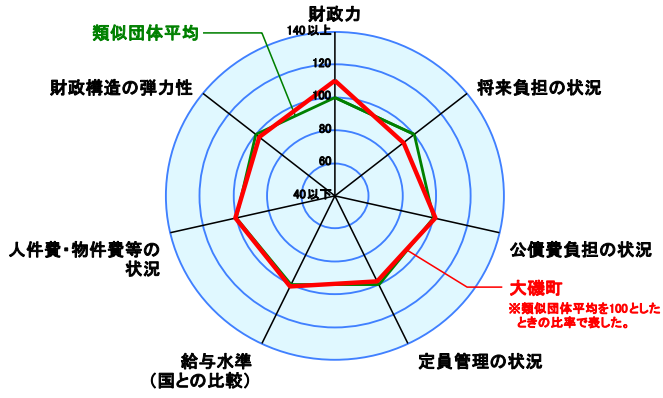 財政力
140以上
類似団体平均
120
財政構造の弾力性
将来負担の状況
100
80
60
40以下
人件費・物件費等の
状況
公債費負担の状況
大磯町
※類似団体平均を100とした
ときの比率で表した。
給与水準
（国との比較）
定員管理の状況